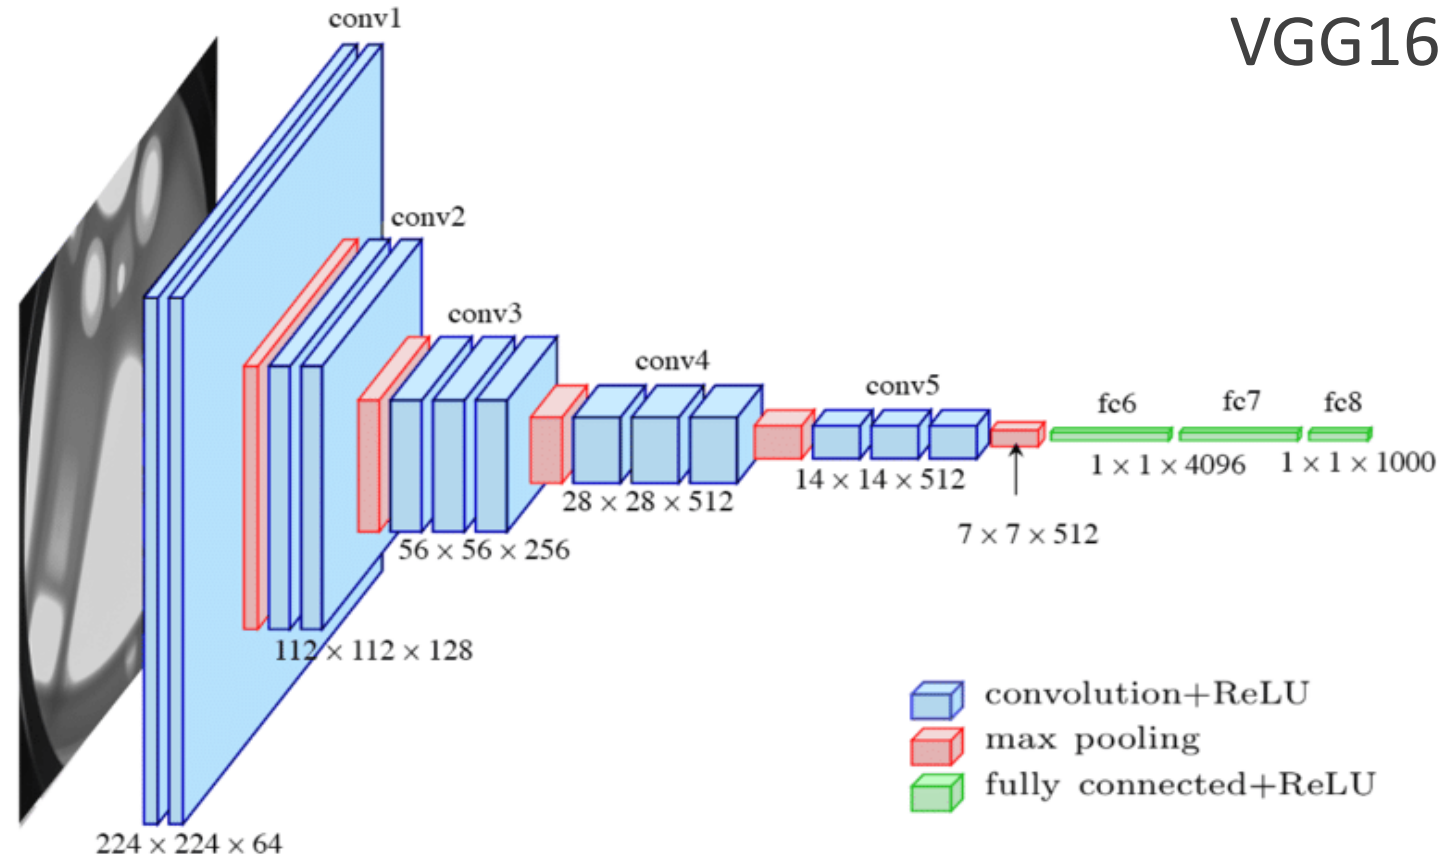 VGG16
conv1
conv2
conv3
conv4
conv5
fc6
fc7
fc8
1 × 1 × 4096
1 × 1 × 1000
14 × 14 × 512
28 × 28 × 512
7 × 7 × 512
56 × 56 × 256
112 × 112 × 128
224 × 224 × 64
convolution+ReLU
max pooling
fully connected+ReLU